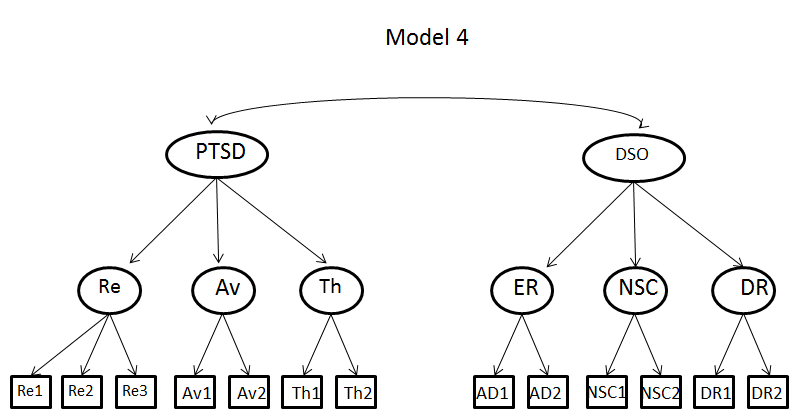 Model 4
PTSD
DSO
Re
Av
Th
ER
NSC
DR
Re1
Re2
Re3
Av1
Av2
Th1
Th2
AD1
AD2
NSC1
NSC2
DR1
DR2